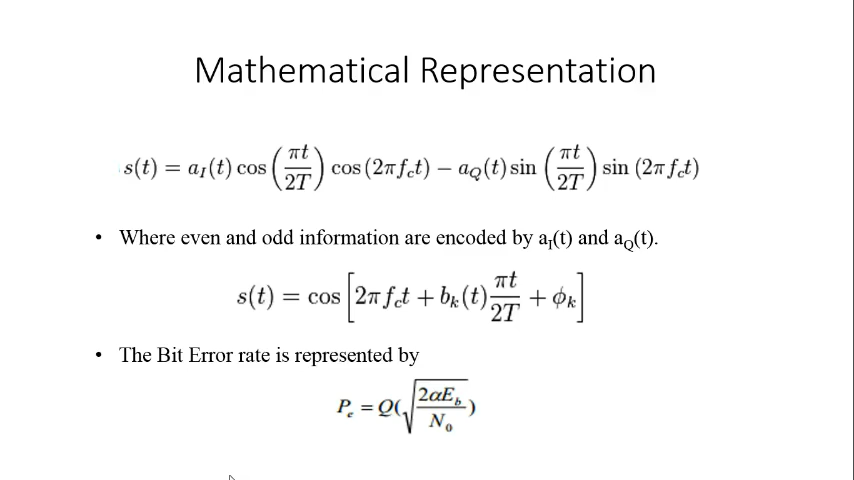 Mathematical Representation
s(t) = a_I(t) cos(πt/2T) cos(2πf_c t) − a_Q(t) sin(πt/2T) sin(2πf_c t)
• Where even and odd information are encoded by a_I(t) and a_Q(t).
s(t) = cos[2πf_c t + b_k(t) πt/2T + ϕ_k]
• The Bit Error rate is represented by
P_e = Q(√(2αE_b/N_0))